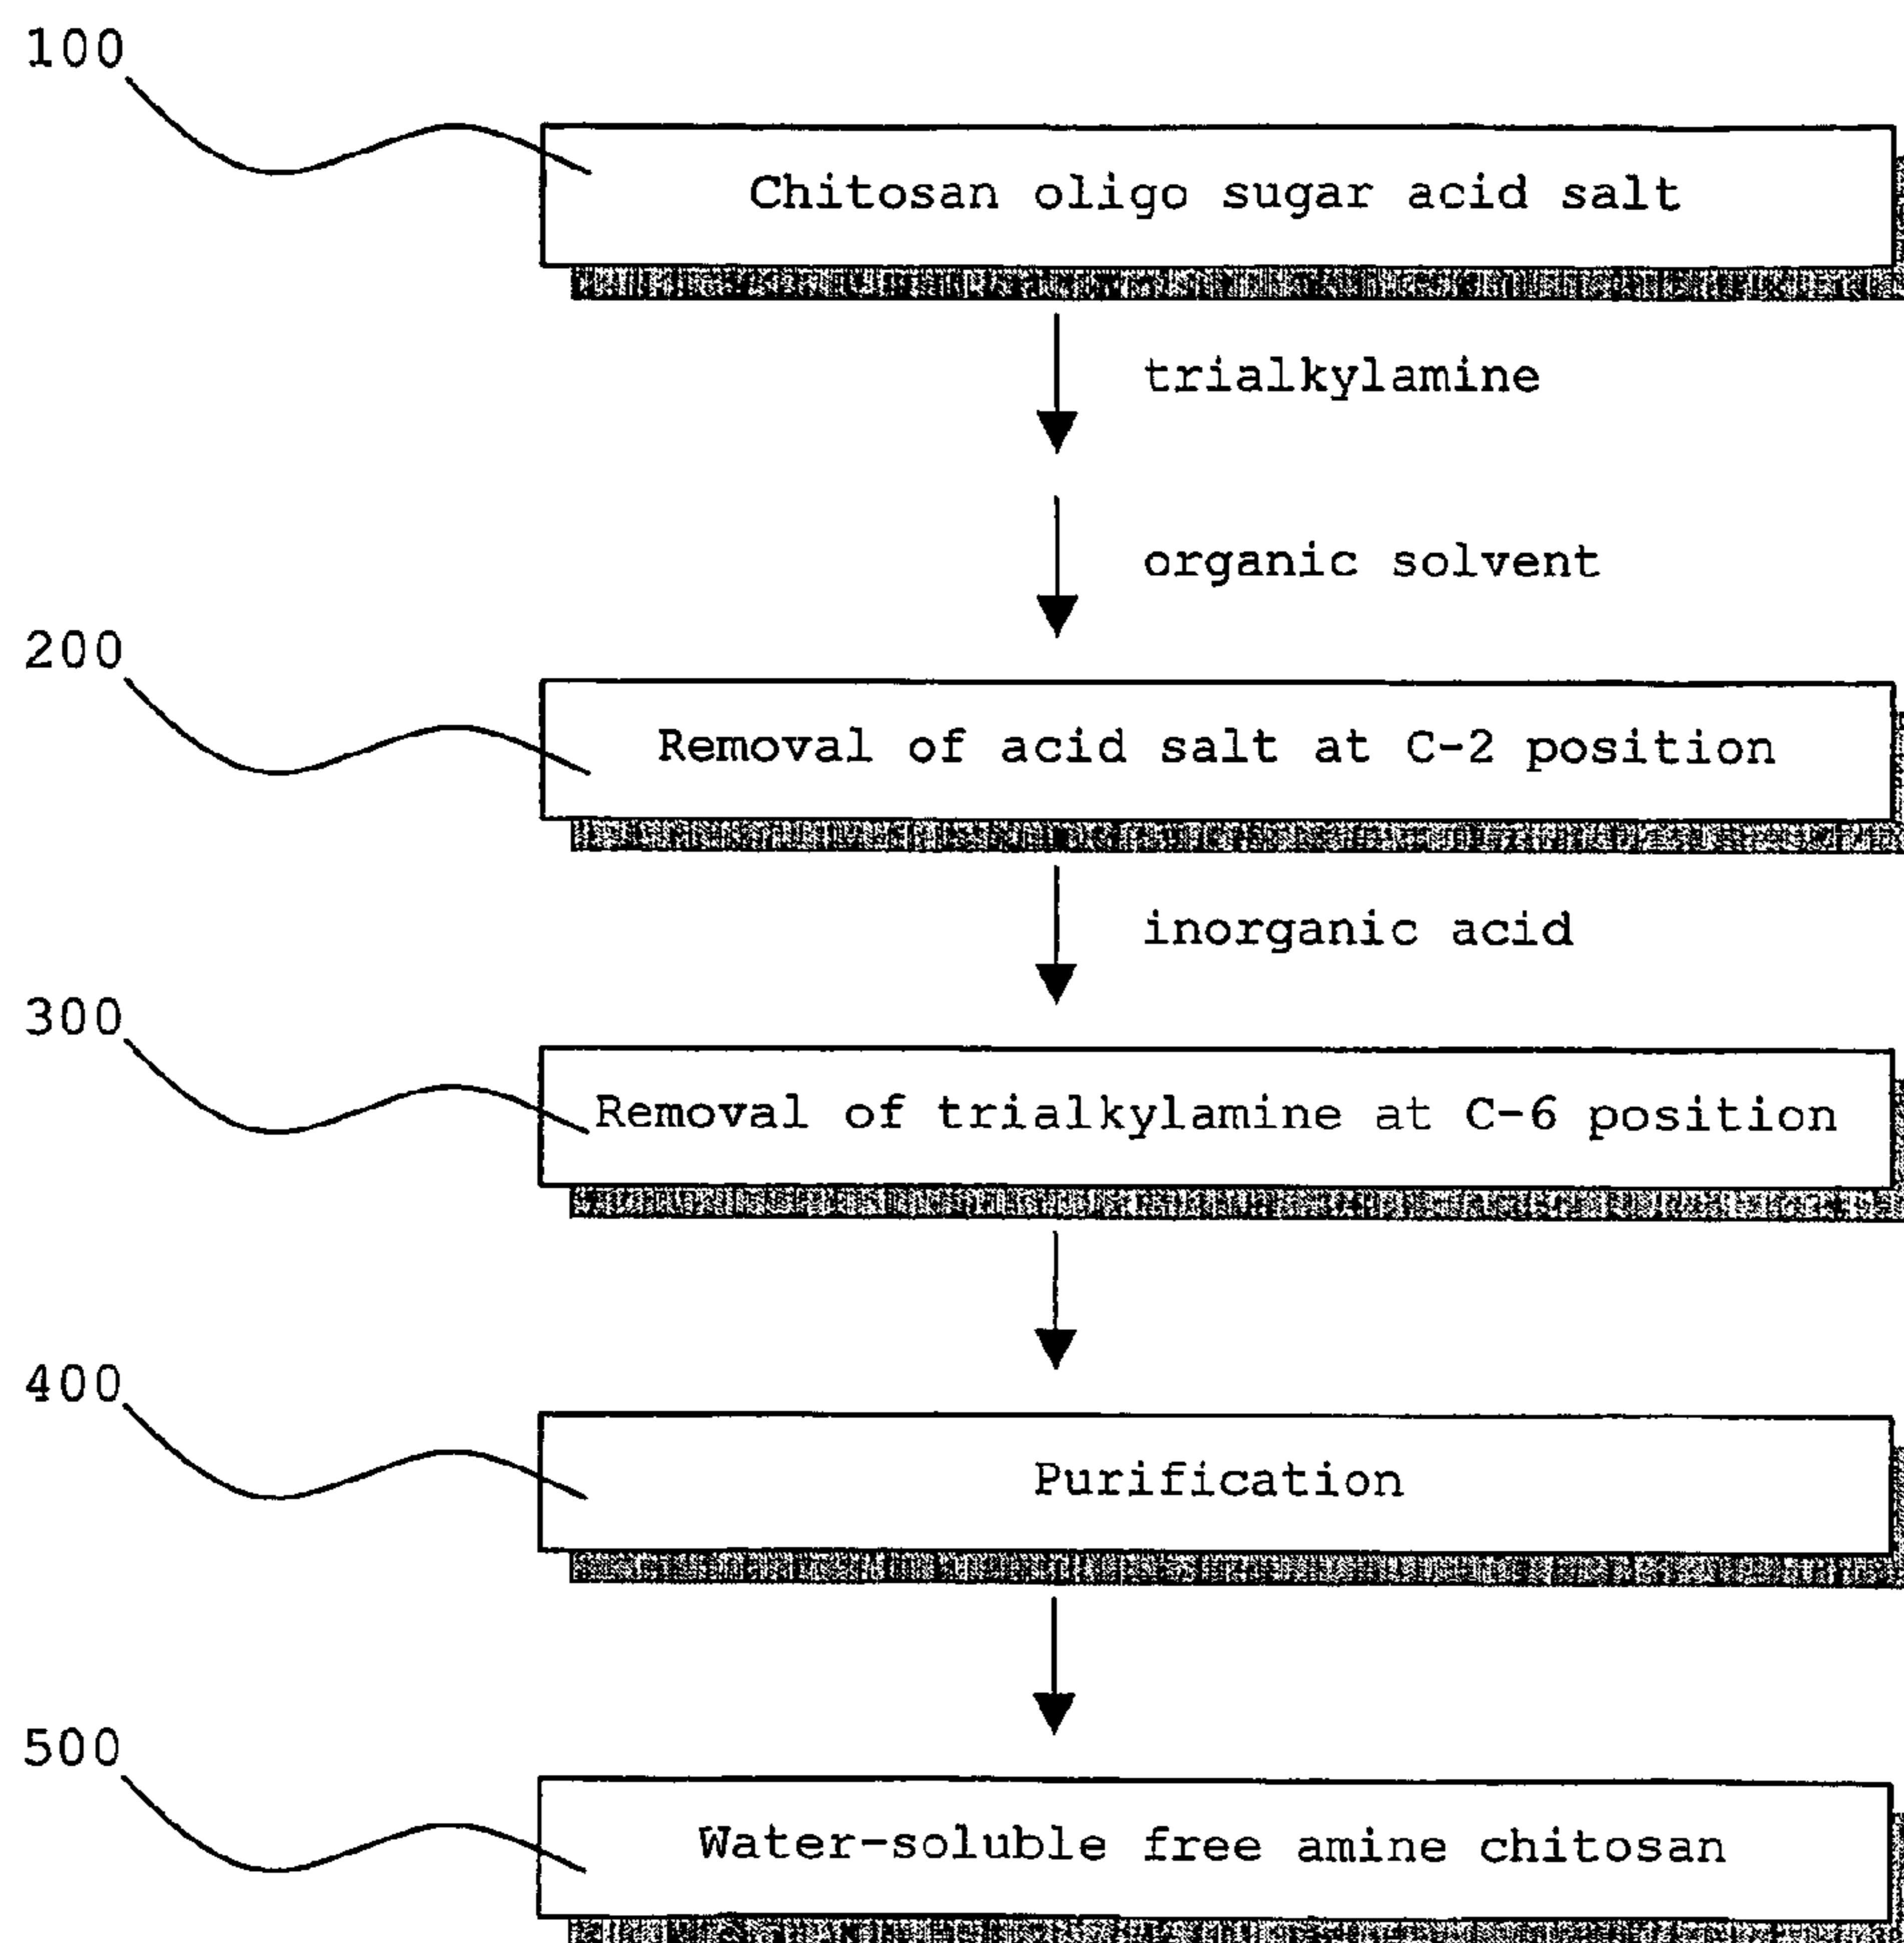 100
Chitosan oligo sugar acid salt
trialkylamine
organic solvent
200
Removal of acid salt at C-2 position
inorganic acid
300
Removal of trialkylamine at C-6 position
400
Purification
500
Water-soluble free amine chitosan